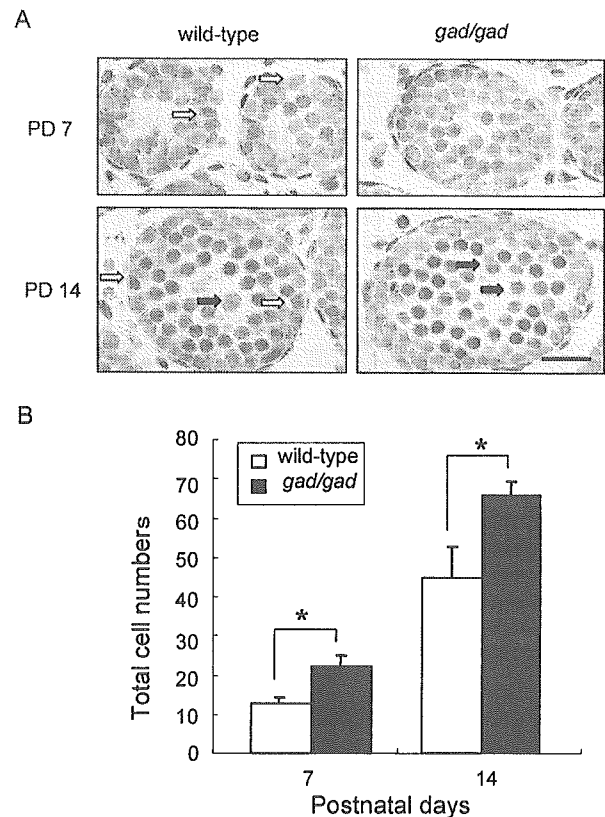 A
wild-type gad/gad
PD 7
PD 14
B
80
70
60
50
40
30
20
10
0
Total cell numbers
wild-type
gad/gad
*
*
7 14
Postnatal days